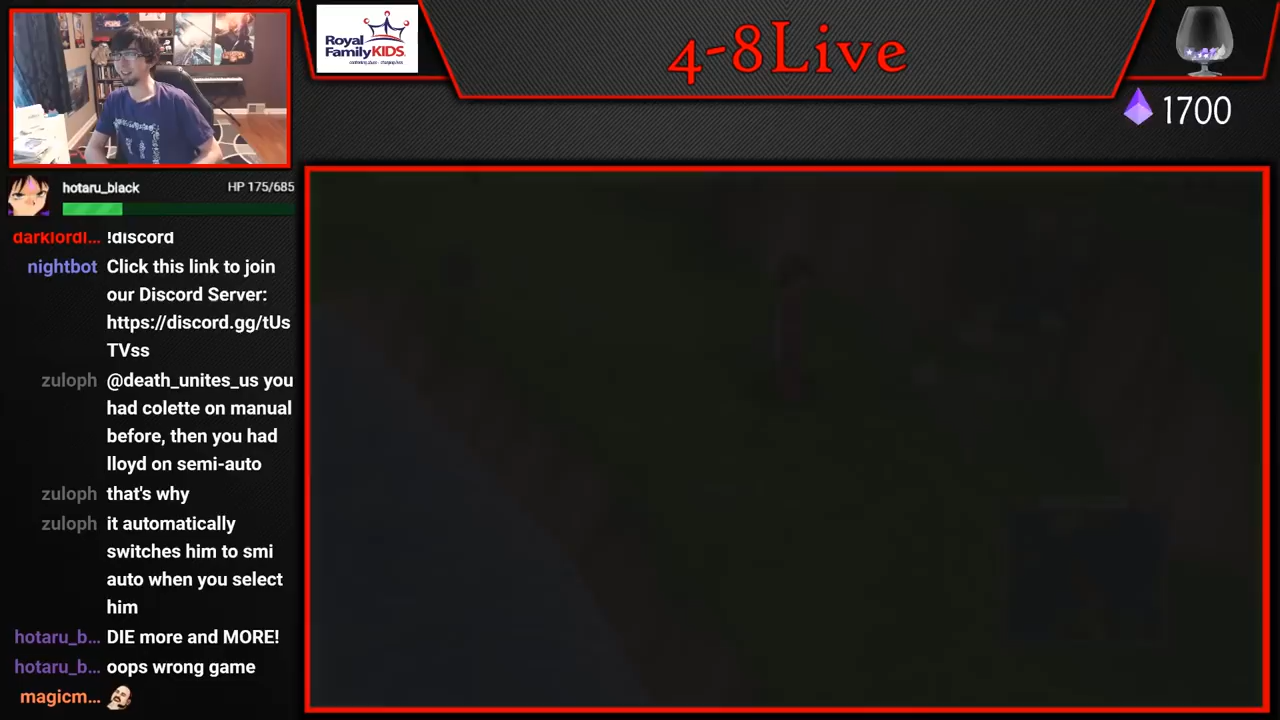 Royal
FamilyKIDS
4-8Live
1700
hotaru_black
HP 175/685
darklordl... !discord
nightbot Click this link to join
our Discord Server:
https://discord.gg/tUs
TVss
zuloph @death_unites_us you
had colette on manual
before, then you had
lloyd on semi-auto
zuloph that's why
zuloph it automatically
switches him to smi
auto when you select
him
hotaru_b... DIE more and MORE!
hotaru_b... oops wrong game
magicm...